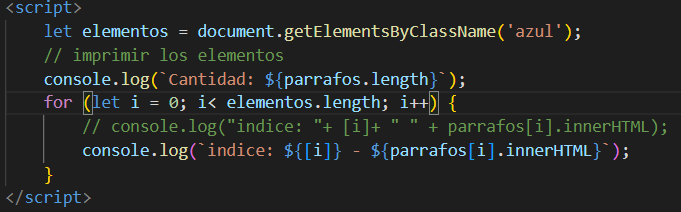 <script>
let elementos = document.getElementsByClassName('azul');
// imprimir los elementos
console.log(`Cantidad: ${parrafos.length}`);
for (let i = 0; i< elementos.length; i++) {
// console.log("indice: "+ [i]+ " " + parrafos[i].innerHTML);
console.log(`indice: ${[i]} - ${parrafos[i].innerHTML}`);
}
</script>